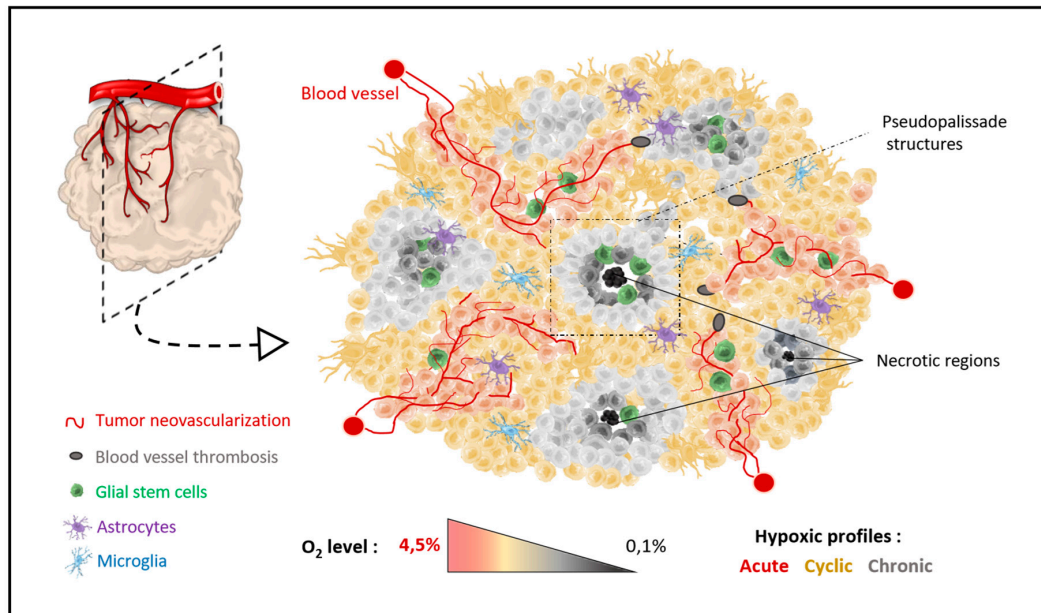 Blood vessel
Pseudopalissade
structures
Necrotic regions
Tumor neovascularization
Blood vessel thrombosis
Glial stem cells
Astrocytes
Microglia
O₂ level : 4,5% 0,1%
Hypoxic profiles :
Acute Cyclic Chronic